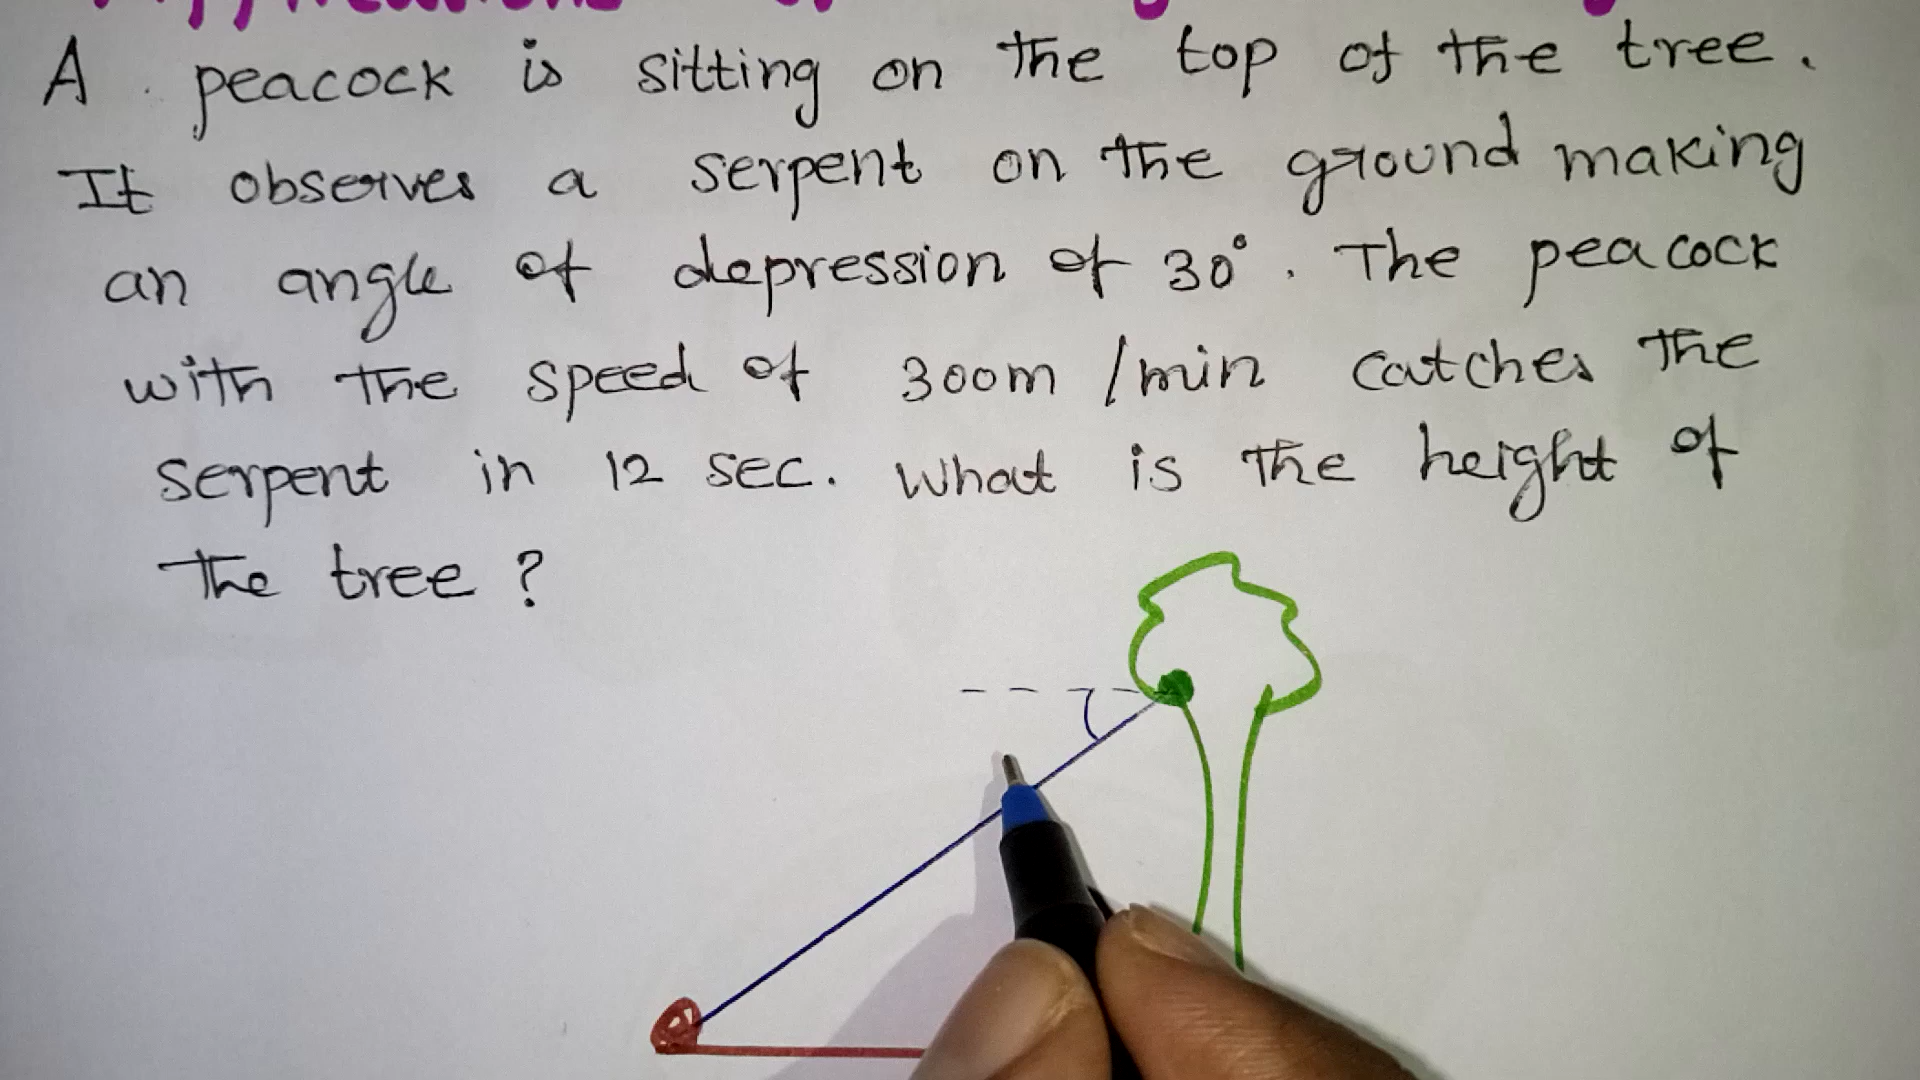 A peacock is sitting on the top of the tree.
It observes a serpent on the ground making
an angle of depression of 30°. The peacock
with the speed of 300m /min catches the
serpent in 12 sec. What is the height of
the tree ?